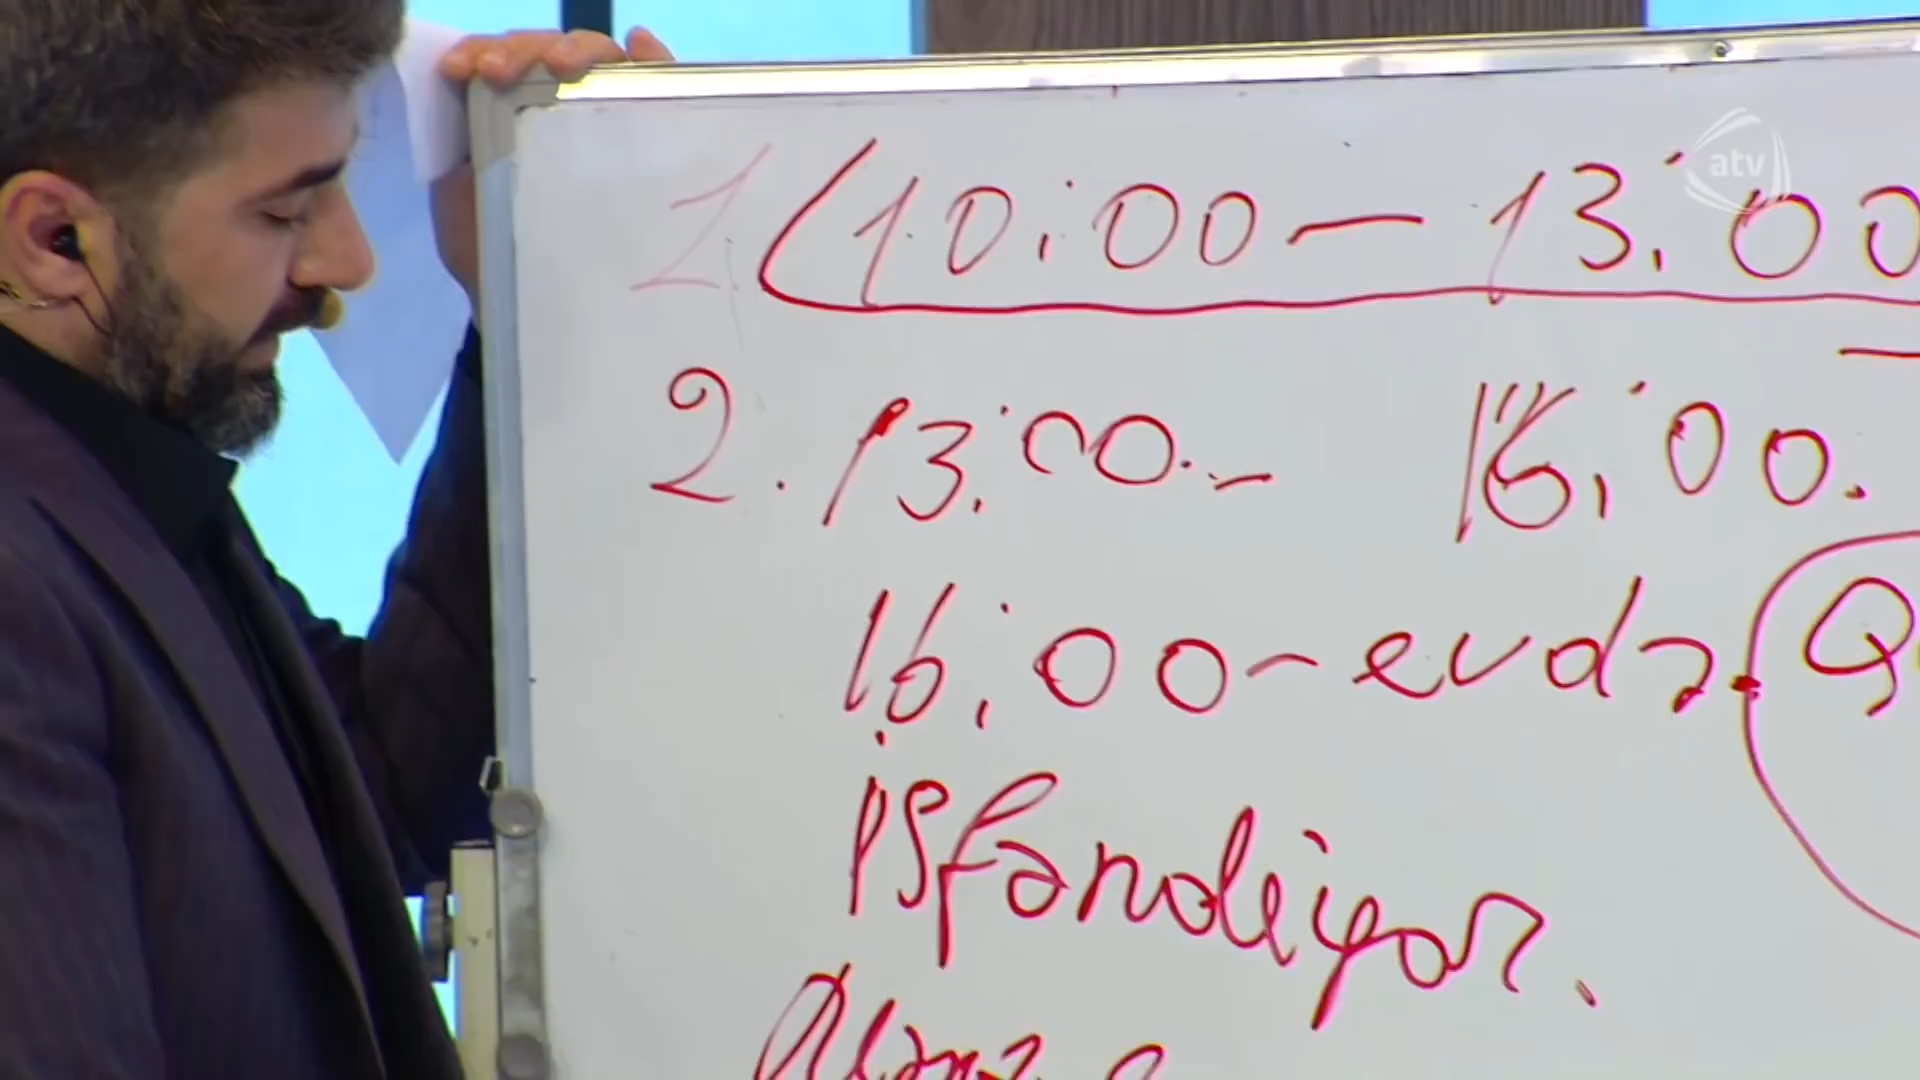 atv
1. 10:00 - 13:00
2. 13:00. - 16:00.
16:00 - evdə.
İSfəndiyar.